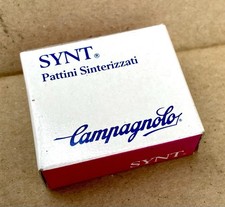 SYNT®
Pattini Sinterizzati
Campagnolo
SYNT.